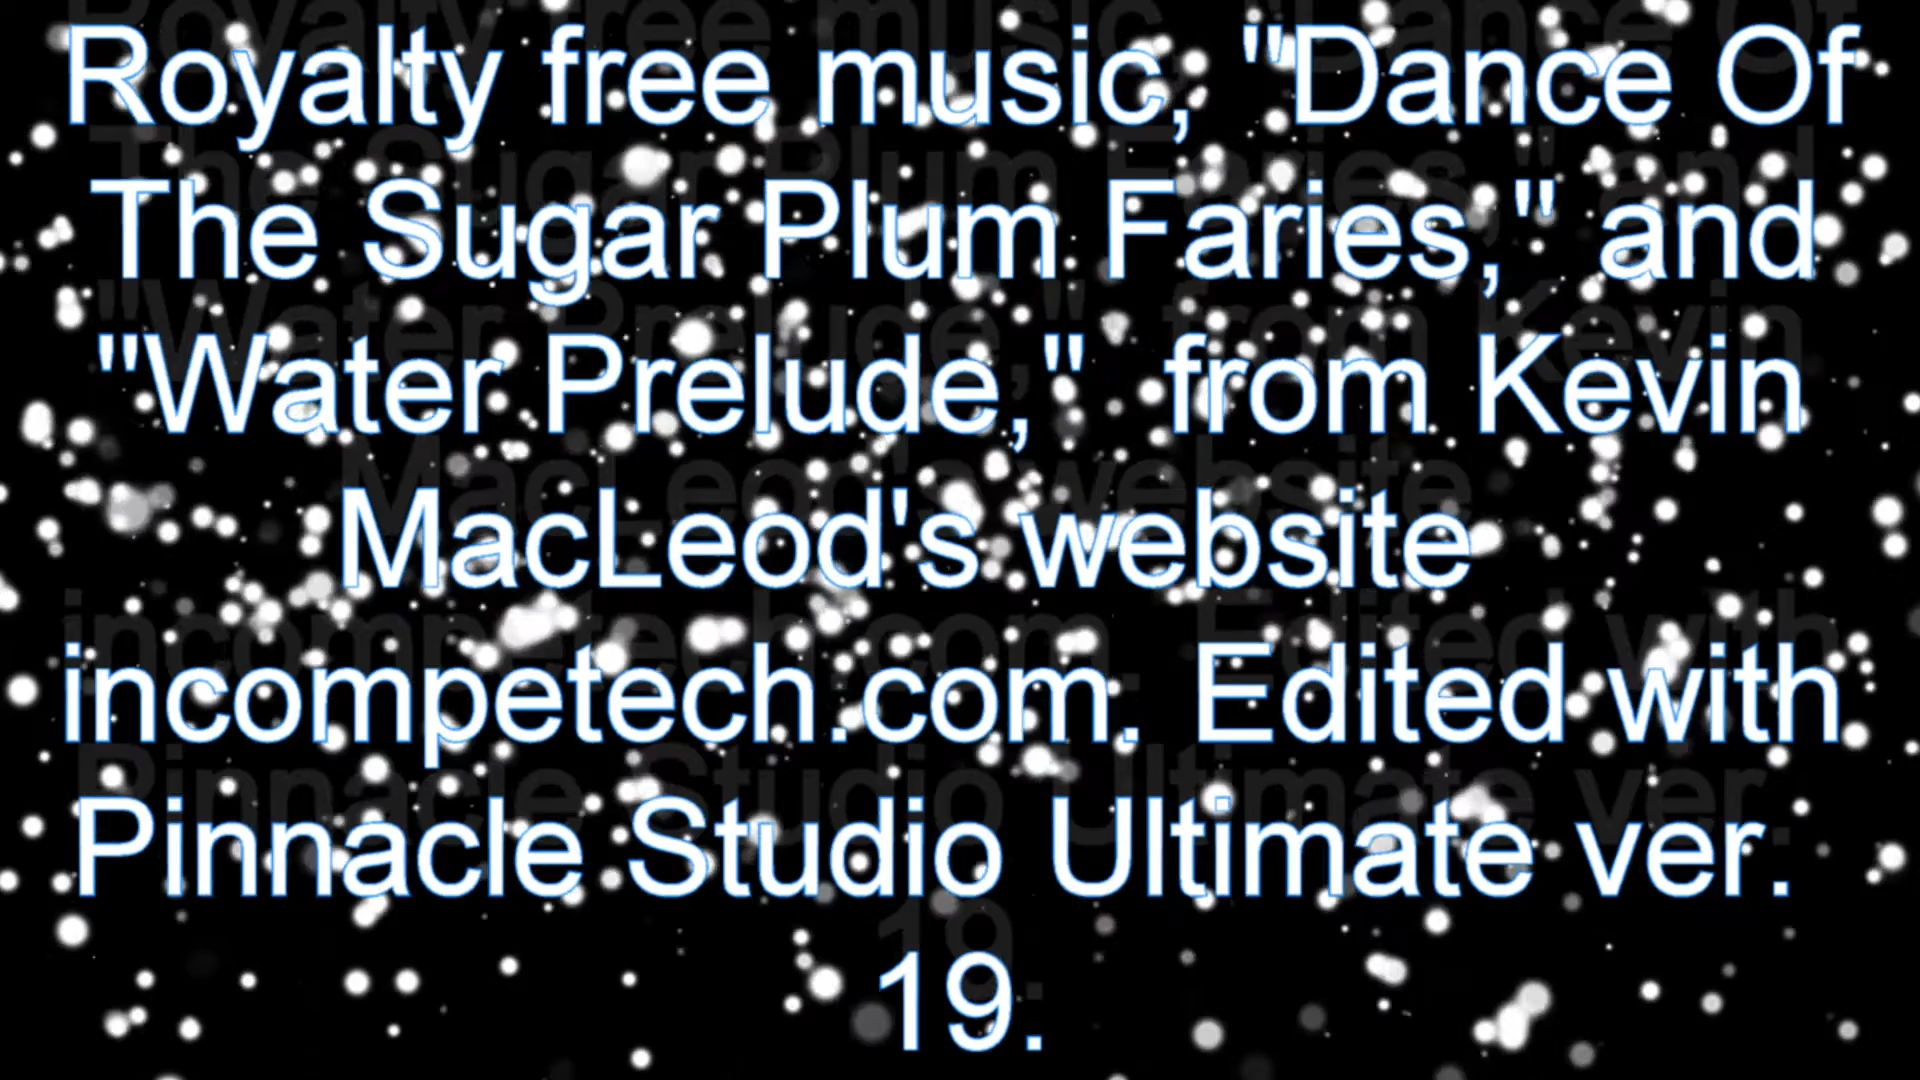 Royalty free music, "Dance Of
The Sugar Plum Faries," and
"Water Prelude,"  from Kevin
MacLeod's website
incompetech.com. Edited with
Pinnacle Studio Ultimate ver.
19.